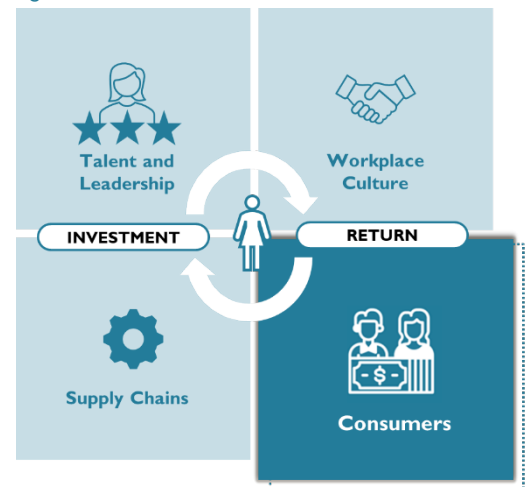 Talent and
Leadership
Workplace
Culture
INVESTMENT
RETURN
Supply Chains
- $ -
Consumers